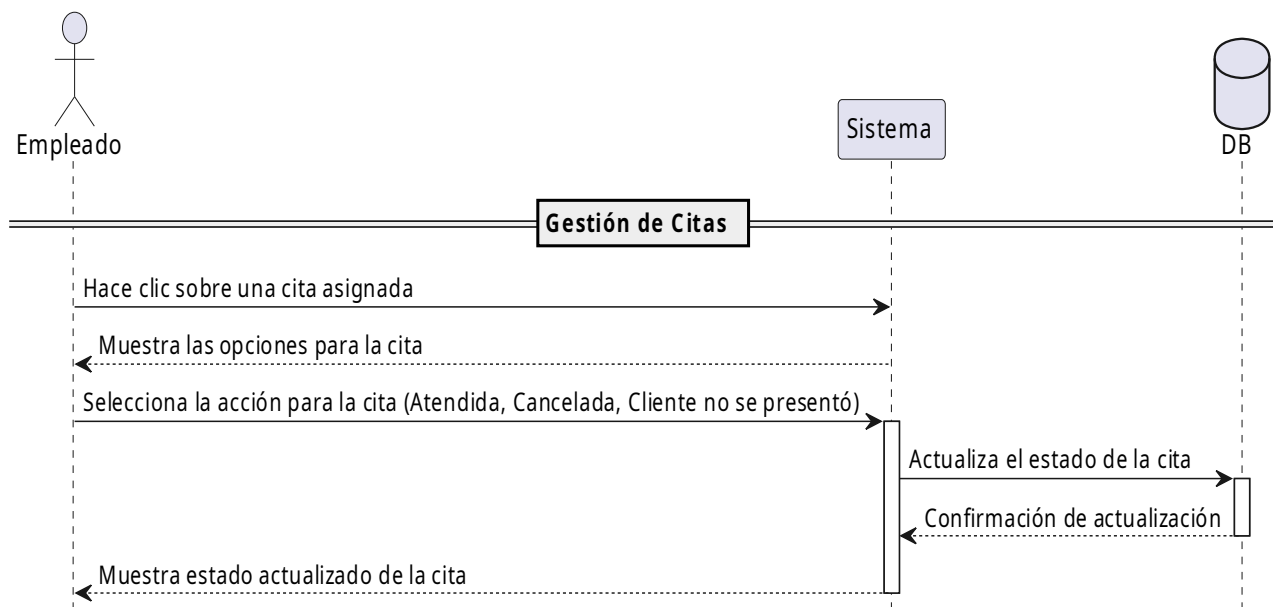 Empleado
Sistema
DB
Gestión de Citas
Hace clic sobre una cita asignada
Muestra las opciones para la cita
Selecciona la acción para la cita (Atendida, Cancelada, Cliente no se presentó)
Actualiza el estado de la cita
Confirmación de actualización
Muestra estado actualizado de la cita